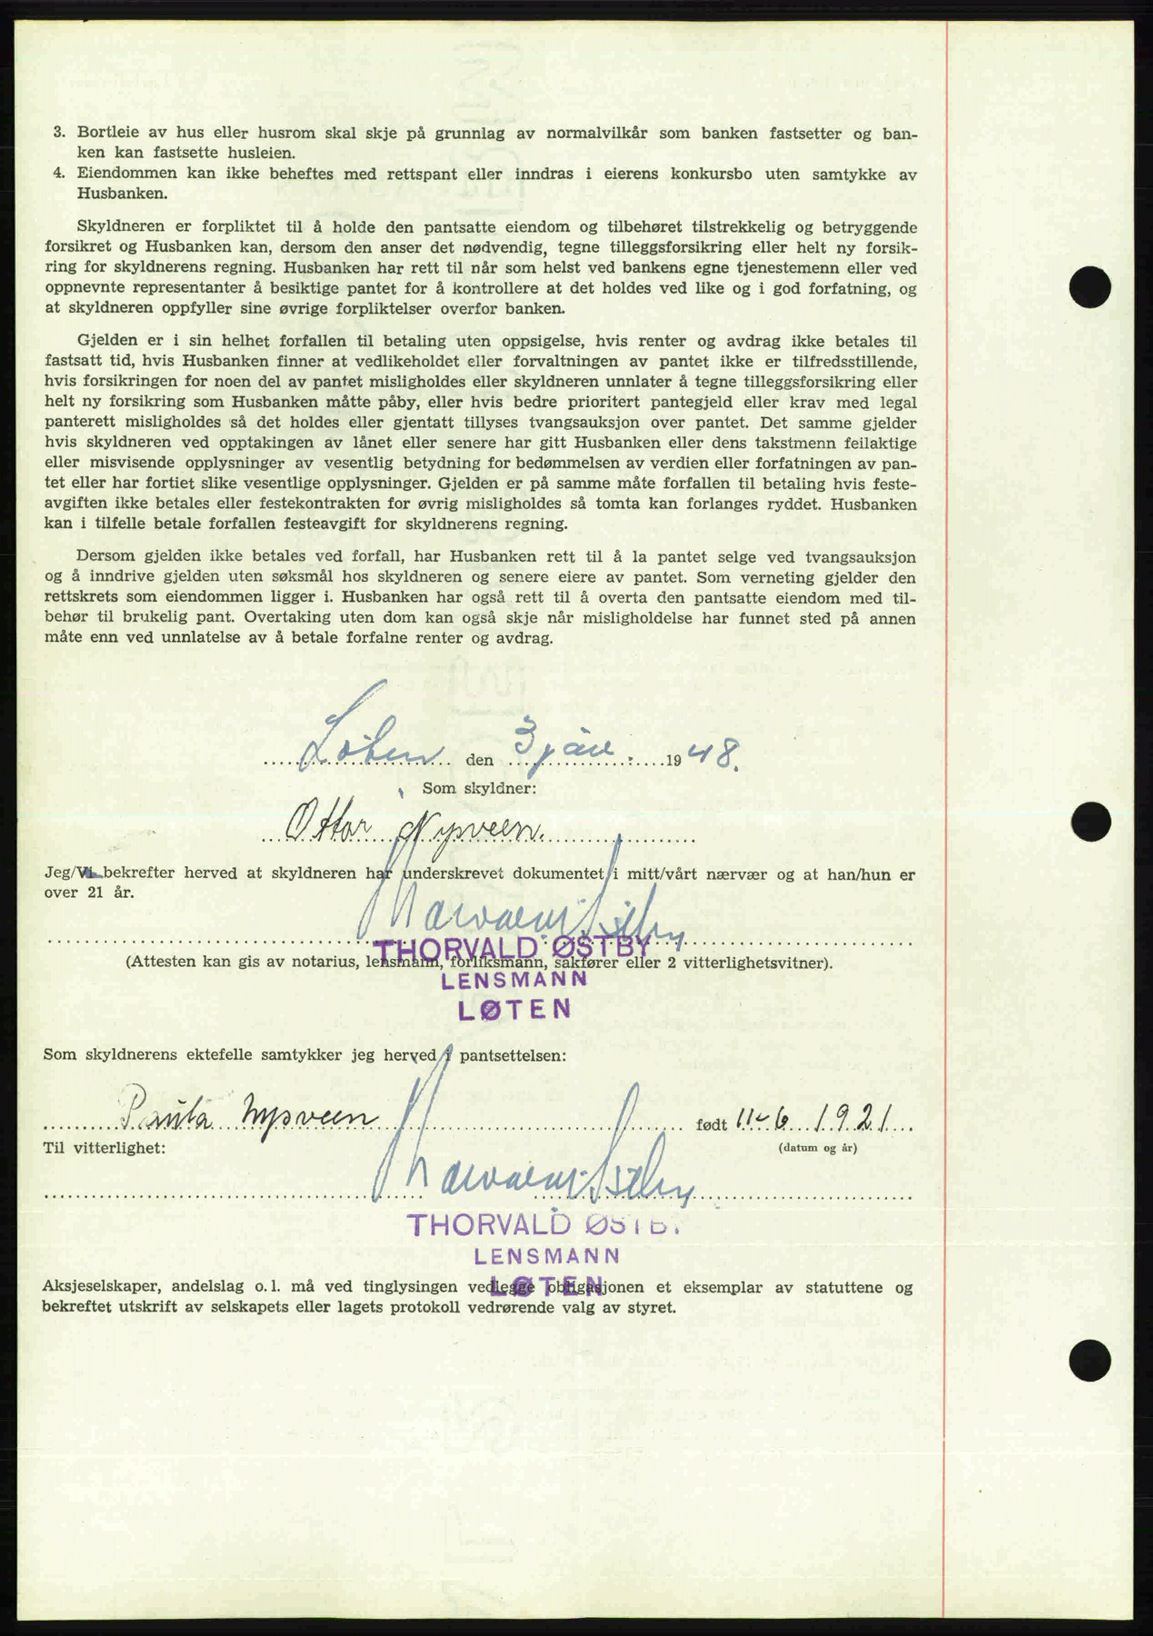 3. Bortleie av hus eller husrom skal skje på grunnlag av normalvilkår som banken fastsetter og ban-
ken kan fastsette husleien.
4. Eiendommen kan ikke beheftes med rettspant eller inndras i eierens konkursbo uten samtykke av
Husbanken.
Skyldneren er forpliktet til å holde den pantsatte eiendom og tilbehøret tilstrekkelig og betryggende
forsikret og Husbanken kan, dersom den anser det nødvendig, tegne tilleggsforsikring eller helt ny forsik-
ring for skyldnerens regning. Husbanken har rett til når som helst ved bankens egne tjenestemenn eller ved
oppnevnte representanter å besiktige pantet for å kontrollere at det holdes ved like og i god forfatning, og
at skyldneren oppfyller sine øvrige forpliktelser overfor banken.
Gjelden er i sin helhet forfallen til betaling uten oppsigelse, hvis renter og avdrag ikke betales til
fastsatt tid, hvis Husbanken finner at vedlikeholdet eller forvaltningen av pantet ikke er tilfredsstillende,
hvis forsikringen for noen del av pantet misligholdes eller skyldneren unnlater å tegne tilleggsforsikring eller
helt ny forsikring som Husbanken måtte påby, eller hvis bedre prioritert pantegjeld eller krav med legal
panterett misligholdes så det holdes eller gjentatt tillyses tvangsauksjon over pantet. Det samme gjelder
hvis skyldneren ved opptakingen av lånet eller senere har gitt Husbanken eller dens takstmenn feilaktige
eller misvisende opplysninger av vesentlig betydning for bedømmelsen av verdien eller forfatningen av pan-
tet eller har fortiet slike vesentlige opplysninger. Gjelden er på samme måte forfallen til betaling hvis feste-
avgiften ikke betales eller festekontrakten for øvrig misligholdes så tomta kan forlanges ryddet. Husbanken
kan i tilfelle betale forfallen festeavgift for skyldnerens regning.
Dersom gjelden ikke betales ved forfall, har Husbanken rett til å la pantet selge ved tvangsauksjon
og å inndrive gjelden uten søksmål hos skyldneren og senere eiere av pantet. Som verneting gjelder den
rettskrets som eiendommen ligger i. Husbanken har også rett til å overta den pantsatte eiendom med til-
behør til brukelig pant. Overtaking uten dom kan også skje når misligholdelse har funnet sted på annen
måte enn ved unnlatelse av å betale forfalne renter og avdrag.
Løten den 3 jan. 1948.
Som skyldner:
Ottar Nysveen.
Jeg/Vi bekrefter herved at skyldneren har underskrevet dokumentet i mitt/vårt nærvær og at han/hun er
over 21 år.
Thorvald Østby
THORVALD ØSTBY
(Attesten kan gis av notarius, lensmann, forliksmann, sakfører eller 2 vitterlighetsvitner).
LENSMANN
LØTEN
Som skyldnerens ektefelle samtykker jeg herved i pantsettelsen:
Paula Nysveen født 11-6 1921
Til vitterlighet: (datum og år)
Thorvald Østby
THORVALD ØSTBY
LENSMANN
LØTEN
Aksjeselskaper, andelslag o. l. må ved tinglysingen vedlegge obligasjonen et eksemplar av statuttene og
bekreftet utskrift av selskapets eller lagets protokoll vedrørende valg av styret.